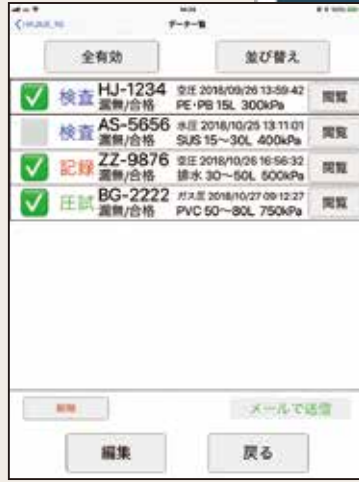 データ一覧
全有効
並び替え
検査 HJ-1234 空圧 2018/09/26 13:59:42
漏無/合格 PE・PB 15L 300kPa 閲覧
検査 AS-5656 水圧 2018/10/25 13:11:01
漏無/合格 SUS 15〜30L 400kPa 閲覧
記録 ZZ-9876 空圧 2018/10/26 16:56:32
漏無/合格 排水 30〜50L 500kPa 閲覧
圧試 BG-2222 ガス圧 2018/10/27 09:12:27
漏無/合格 PVC 50〜80L 750kPa 閲覧
削除
メールで送信
編集
戻る